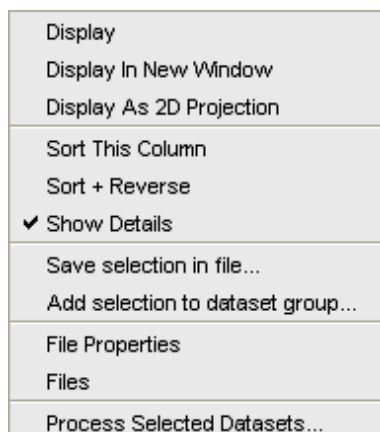 Display
Display In New Window
Display As 2D Projection
Sort This Column
Sort + Reverse
Show Details
Save selection in file...
Add selection to dataset group...
File Properties
Files
Process Selected Datasets...